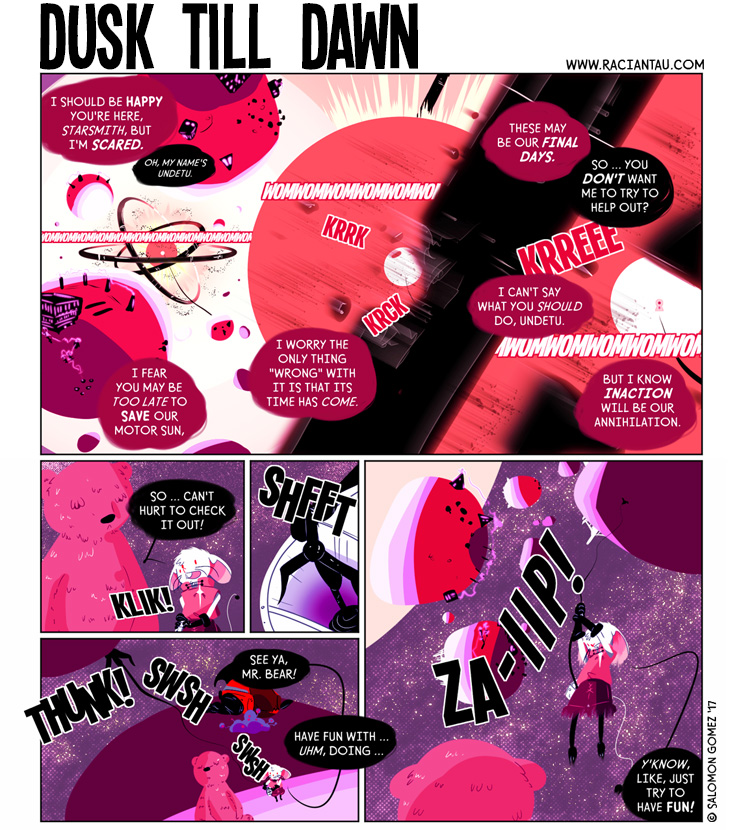 DUSK TILL DAWN
WWW.RACIANTAU.COM
I SHOULD BE HAPPY
YOU'RE HERE,
STARSMITH, BUT
I'M SCARED.
OH, MY NAME'S
UNDETU.
THESE MAY
BE OUR FINAL
DAYS.
SO ... YOU
DON'T WANT
ME TO TRY TO
HELP OUT?
WOMWOMWOMWOMWOMWOMWO
WOMWOMWOMWOMWOMWOMWOMWOMWOM
KRRK
KRCK
KRREEE
I CAN'T SAY
WHAT YOU SHOULD
DO, UNDETU.
WOMWOMWOMWOMWOM
I FEAR
YOU MAY BE
TOO LATE TO
SAVE OUR
MOTOR SUN,
I WORRY THE
ONLY THING
"WRONG" WITH
IT IS THAT ITS
TIME HAS COME.
BUT I KNOW
INACTION
WILL BE OUR
ANNIHILATION.
SO ... CAN'T
HURT TO CHECK
IT OUT!
KLIK!
SHFFT
THUNK!
SWSH
SEE YA,
MR. BEAR!
SWSH
HAVE FUN WITH ...
UHM, DOING ...
ZA-IIP!
Y'KNOW,
LIKE, JUST
TRY TO
HAVE FUN!
© SALOMON GOMEZ '17